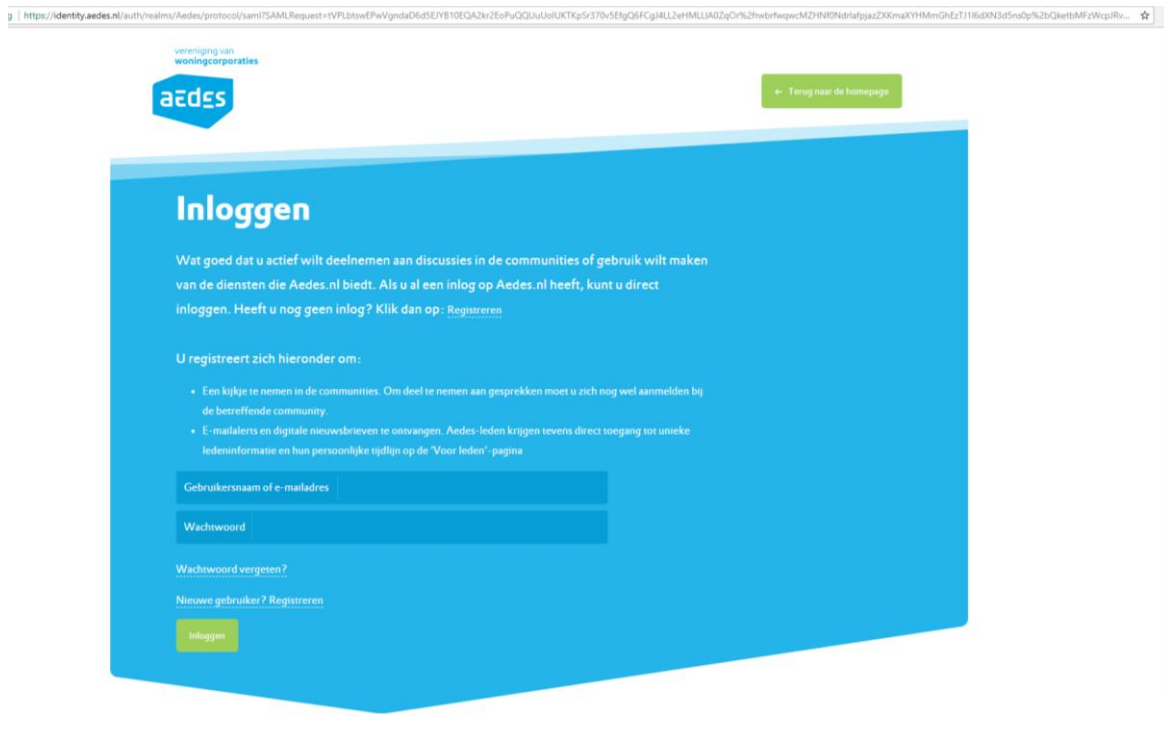 https://identity.aedes.nl/auth/realms/Aedes/protocol/saml?SAMLRequest=
vereniging van
woningcorporaties
aedes
← Terug naar de homepage
Inloggen
Wat goed dat u actief wilt deelnemen aan discussies in de communities of gebruik wilt maken
van de diensten die Aedes.nl biedt. Als u al een inlog op Aedes.nl heeft, kunt u direct
inloggen. Heeft u nog geen inlog? Klik dan op: Registreren
U registreert zich hieronder om:
• Een kijkje te nemen in de communities. Om deel te nemen aan gesprekken moet u zich nog wel aanmelden bij
de betreffende community.
• E-mailalerts en digitale nieuwsbrieven te ontvangen. Aedes-leden krijgen tevens direct toegang tot unieke
ledeninformatie en hun persoonlijke tijdlijn op de 'Voor leden'-pagina
Gebruikersnaam of e-mailadres
Wachtwoord
Wachtwoord vergeten?
Nieuwe gebruiker? Registreren
Inloggen